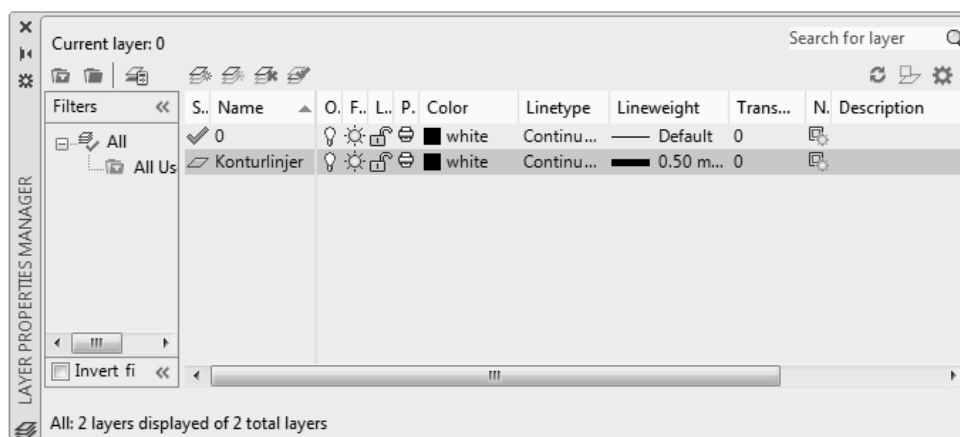 Current layer: 0
Search for layer
Filters
S.. Name O. F.. L.. P. Color Linetype Lineweight Trans... N. Description
All
0 white Continu... Default 0
All Us
Konturlinjer white Continu... 0.50 m... 0
LAYER PROPERTIES MANAGER
Invert fi
All: 2 layers displayed of 2 total layers